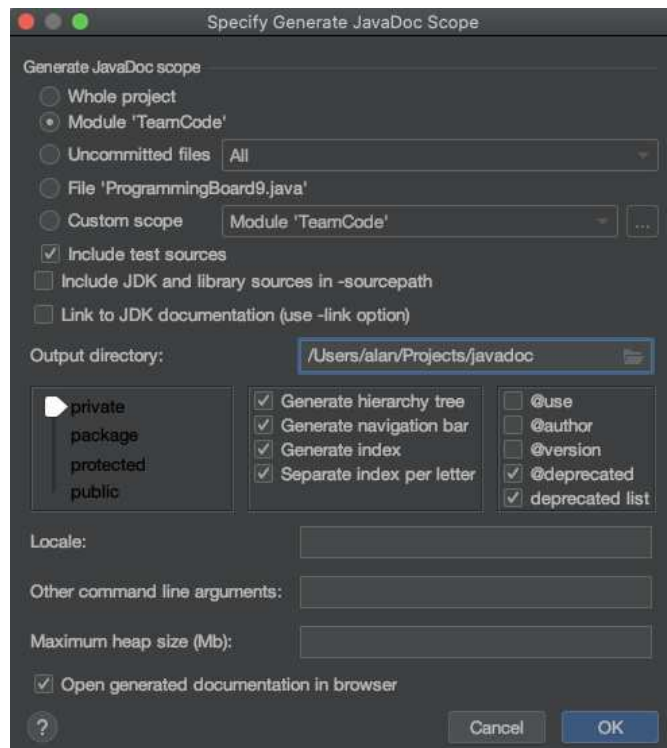 Specify Generate JavaDoc Scope
Generate JavaDoc scope
Whole project
Module 'TeamCode'
Uncommitted files All
File 'ProgrammingBoard9.java'
Custom scope Module 'TeamCode' ...
Include test sources
Include JDK and library sources in -sourcepath
Link to JDK documentation (use -link option)
Output directory: /Users/alan/Projects/javadoc
private
package
protected
public
Generate hierarchy tree
Generate navigation bar
Generate index
Separate index per letter
@use
@author
@version
@deprecated
deprecated list
Locale:
Other command line arguments:
Maximum heap size (Mb):
Open generated documentation in browser
? Cancel OK